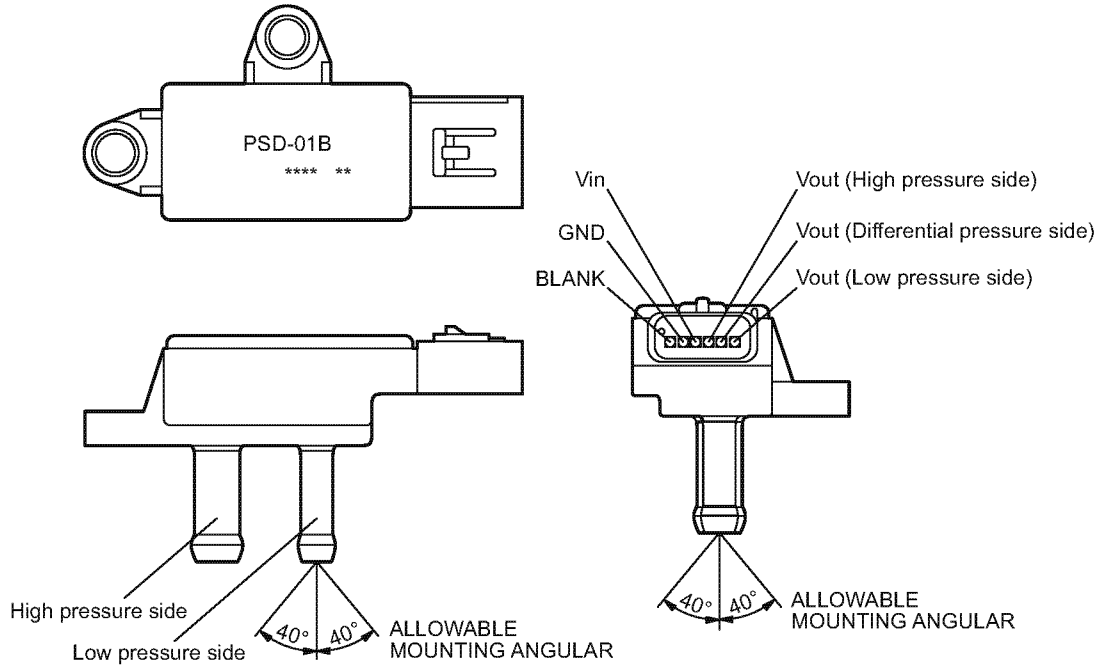 PSD-01B
**** **
Vin
Vout (High pressure side)
GND
Vout (Differential pressure side)
BLANK
Vout (Low pressure side)
High pressure side
Low pressure side
40° 40°
ALLOWABLE
MOUNTING ANGULAR
40° 40°
ALLOWABLE
MOUNTING ANGULAR